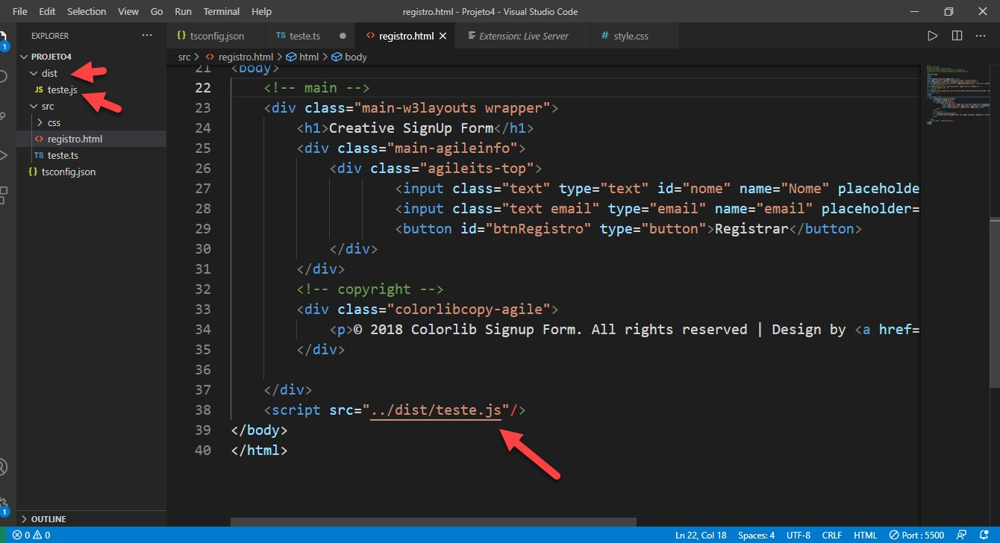 File Edit Selection View Go Run Terminal Help registro.html - Projeto4 - Visual Studio Code
EXPLORER
PROJETO4
dist
JS teste.js
src
css
<> registro.html
TS teste.ts
{} tsconfig.json
OUTLINE
{} tsconfig.json TS teste.ts <> registro.html Extension: Live Server # style.css
src > <> registro.html > html > body
21 <body>
22 <!-- main -->
23 <div class="main-w3layouts wrapper">
24 <h1>Creative SignUp Form</h1>
25 <div class="main-agileinfo">
26 <div class="agileits-top">
27 <input class="text" type="text" id="nome" name="Nome" placeholde
28 <input class="text email" type="email" name="email" placeholder=
29 <button id="btnRegistro" type="button">Registrar</button>
30 </div>
31 </div>
32 <!-- copyright -->
33 <div class="colorlibcopy-agile">
34 <p>© 2018 Colorlib Signup Form. All rights reserved | Design by <a href=
35 </div>
36
37 </div>
38 <script src="../dist/teste.js"/>
39 </body>
40 </html>
1
1
0 0 Ln 22, Col 18 Spaces: 4 UTF-8 CRLF HTML Port : 5500